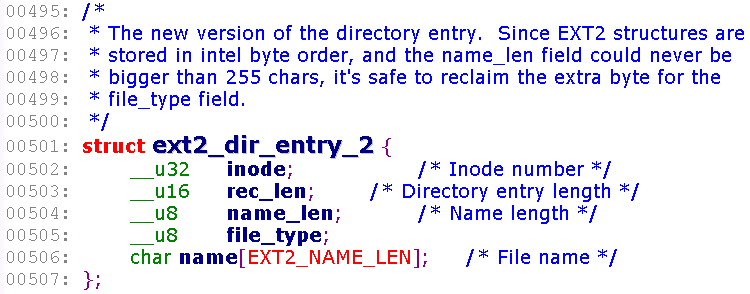 00495: /*
00496:  * The new version of the directory entry.  Since EXT2 structures are
00497:  * stored in intel byte order, and the name_len field could never be
00498:  * bigger than 255 chars, it's safe to reclaim the extra byte for the
00499:  * file_type field.
00500:  */
00501: struct ext2_dir_entry_2 {
00502:     __u32   inode;            /* Inode number */
00503:     __u16   rec_len;      /* Directory entry length */
00504:     __u8    name_len;         /* Name length */
00505:     __u8    file_type;
00506:     char name[EXT2_NAME_LEN];    /* File name */
00507: };